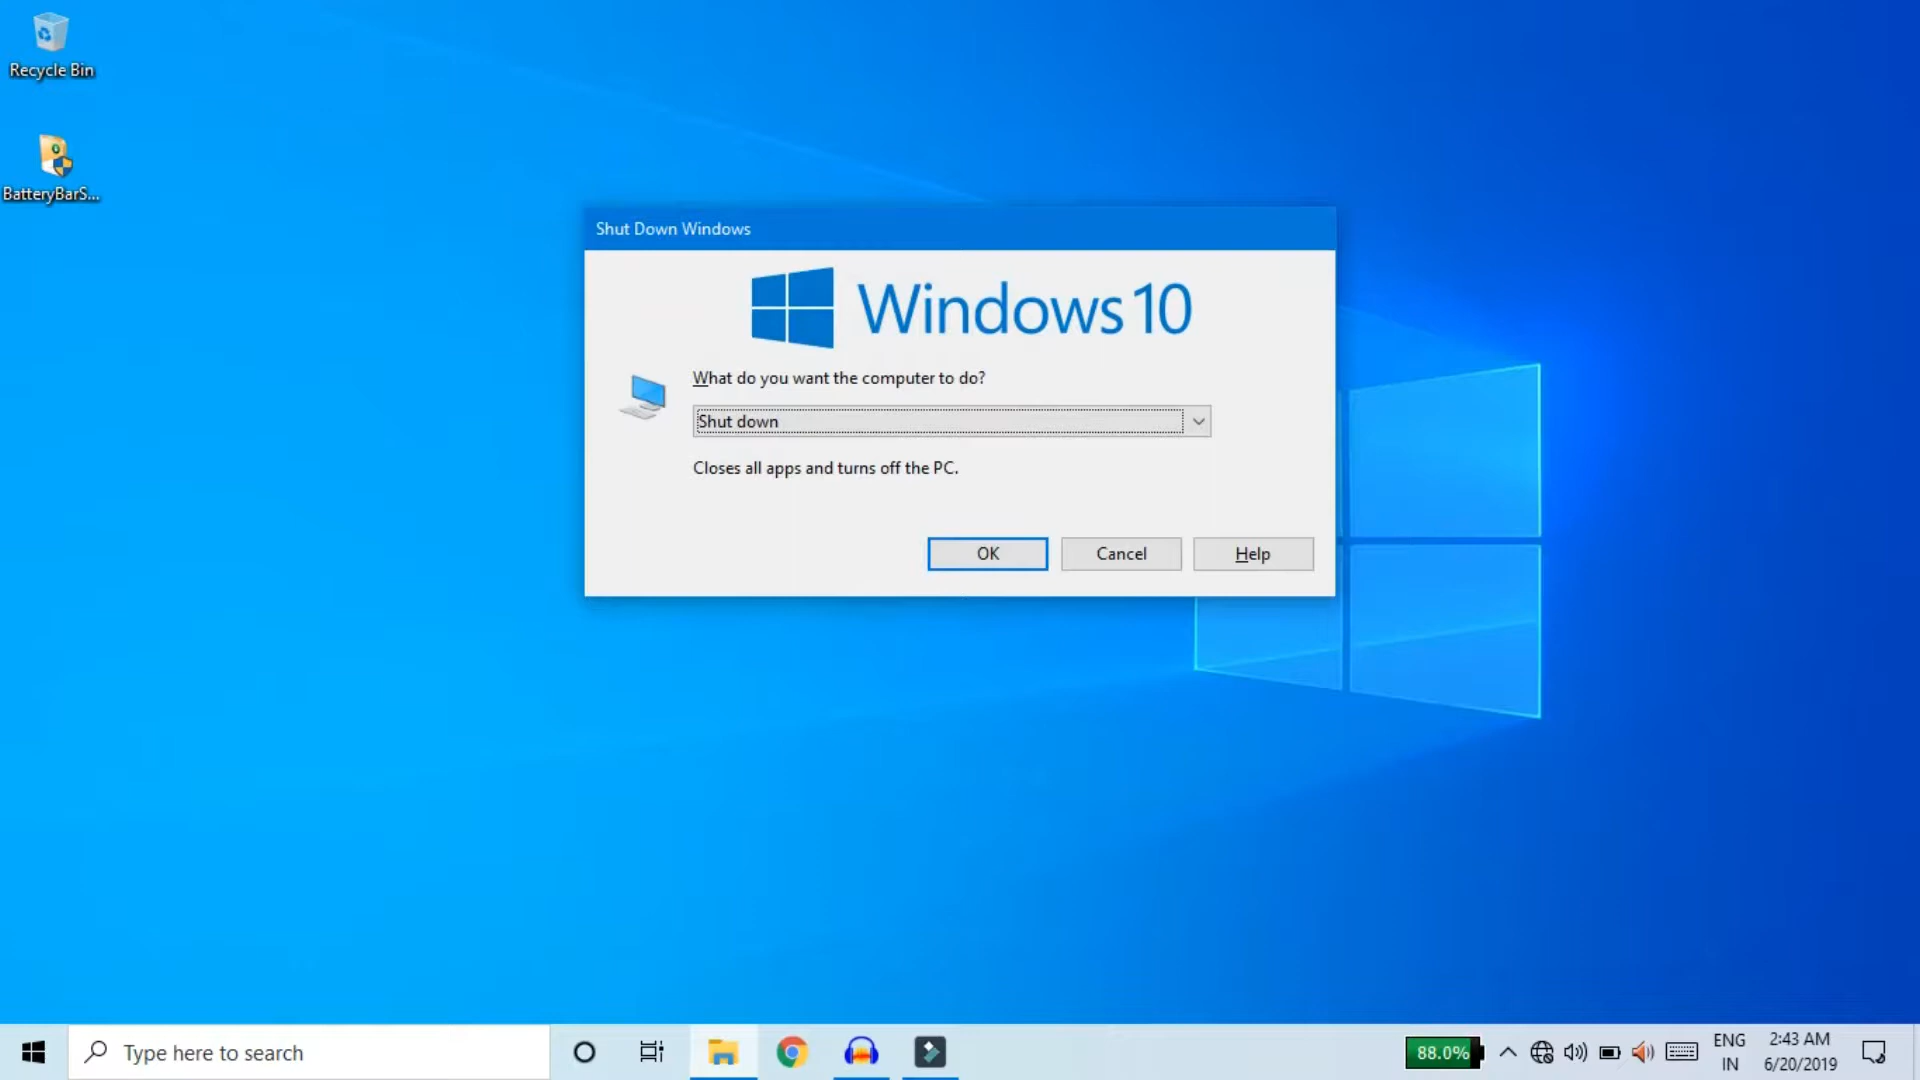 Recycle Bin
BatteryBarS...
Shut Down Windows
Windows 10
What do you want the computer to do?
Shut down
Closes all apps and turns off the PC.
OK
Cancel
Help
Type here to search
88.0%
ENG
IN
2:43 AM
6/20/2019